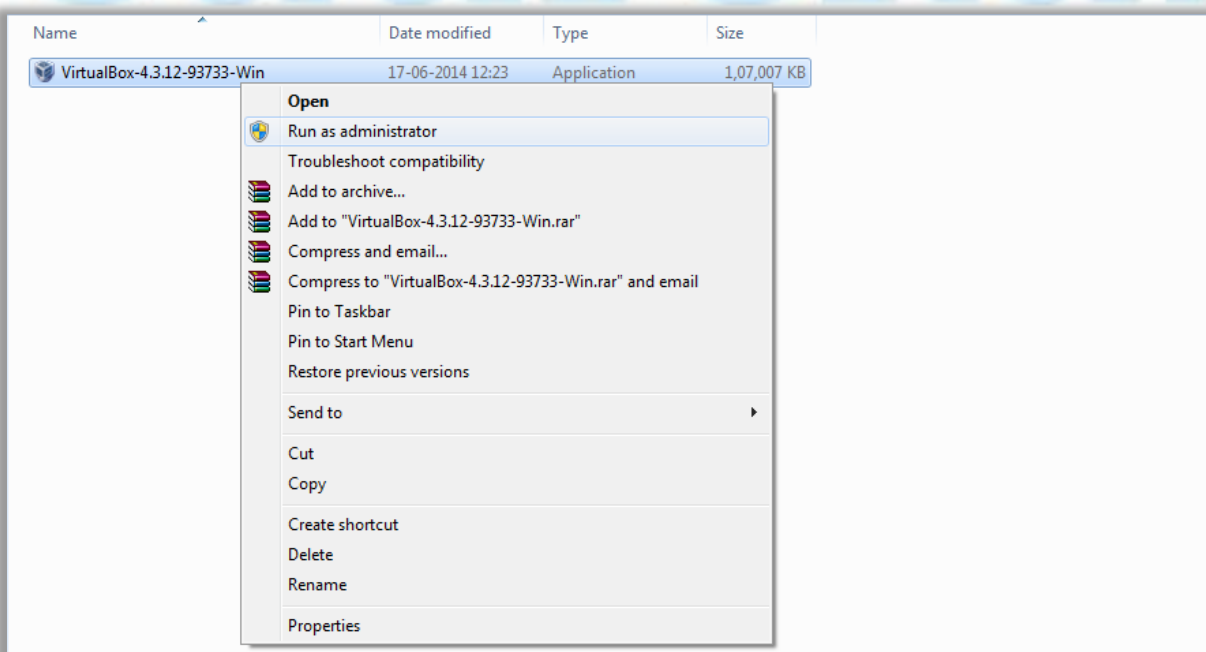 Name Date modified Type Size
VirtualBox-4.3.12-93733-Win 17-06-2014 12:23 Application 1,07,007 KB
Open
Run as administrator
Troubleshoot compatibility
Add to archive...
Add to "VirtualBox-4.3.12-93733-Win.rar"
Compress and email...
Compress to "VirtualBox-4.3.12-93733-Win.rar" and email
Pin to Taskbar
Pin to Start Menu
Restore previous versions
Send to
Cut
Copy
Create shortcut
Delete
Rename
Properties